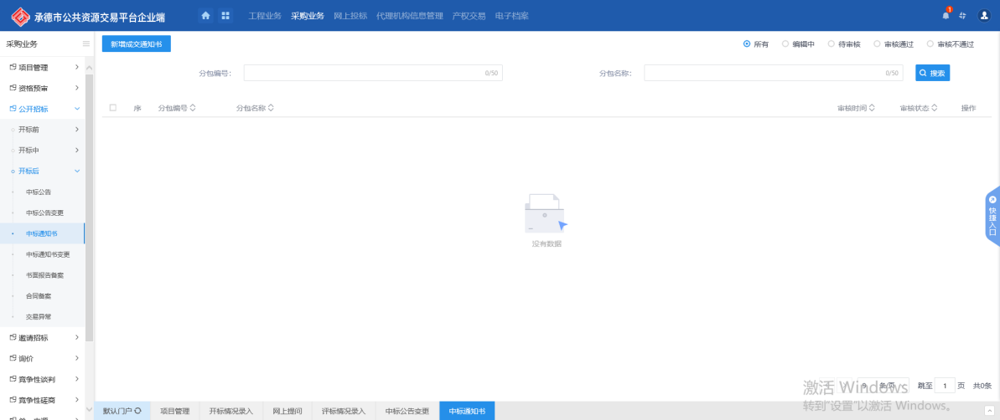 承德市公共资源交易平台企业端
工程业务 采购业务 网上投标 代理机构信息管理 产权交易 电子档案
1
采购业务
新增成交通知书
所有 编辑中 待审核 审核通过 审核不通过
项目管理
资格预审
公开招标
开标前
开标中
开标后
中标公告
中标公告变更
中标通知书
中标通知书变更
书面报告备案
合同备案
交易异常
邀请招标
询价
竞争性谈判
竞争性磋商
分包编号： 0/50 分包名称： 0/50 搜索
序 分包编号 分包名称 审核时间 审核状态 操作
没有数据
快捷入口
条/页 跳至 1 页 共0条
激活 Windows
转到"设置"以激活 Windows。
默认门户 项目管理 开标情况录入 网上提问 评标情况录入 中标公告变更 中标通知书